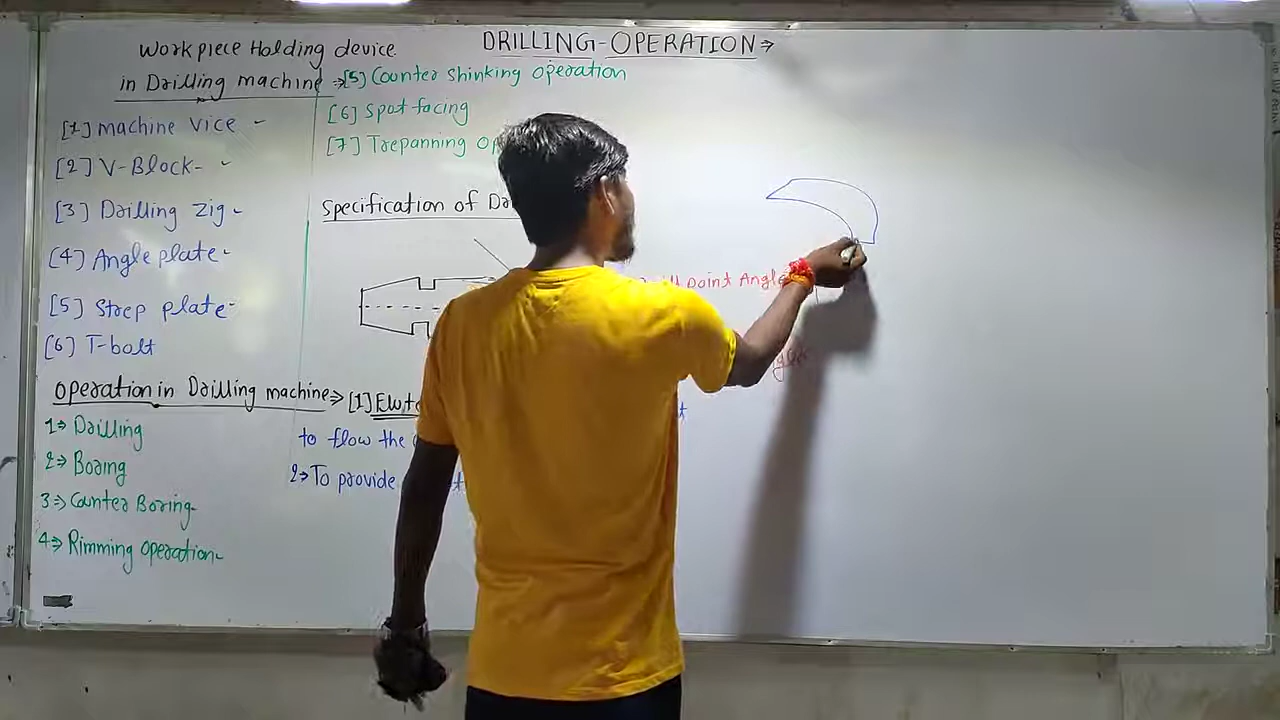 DRILLING-OPERATION⇒
Workpiece Holding device
in Drilling machine ⇒
[1] machine vice -
[2] V-Block-
[3] Drilling zig-
[4] Angle plate-
[5] Strep plate-
[6] T-bolt
operation in Drilling machine⇒
1⇒ Drilling
2⇒ Boring
3⇒ Counter Boring-
4⇒ Rimming operation-
[5] Counter shinking operation
[6] Spot facing
[7] Trepanning op
Specification of Dr
Point Angle
[1]
to flow the
2⇒ To provide